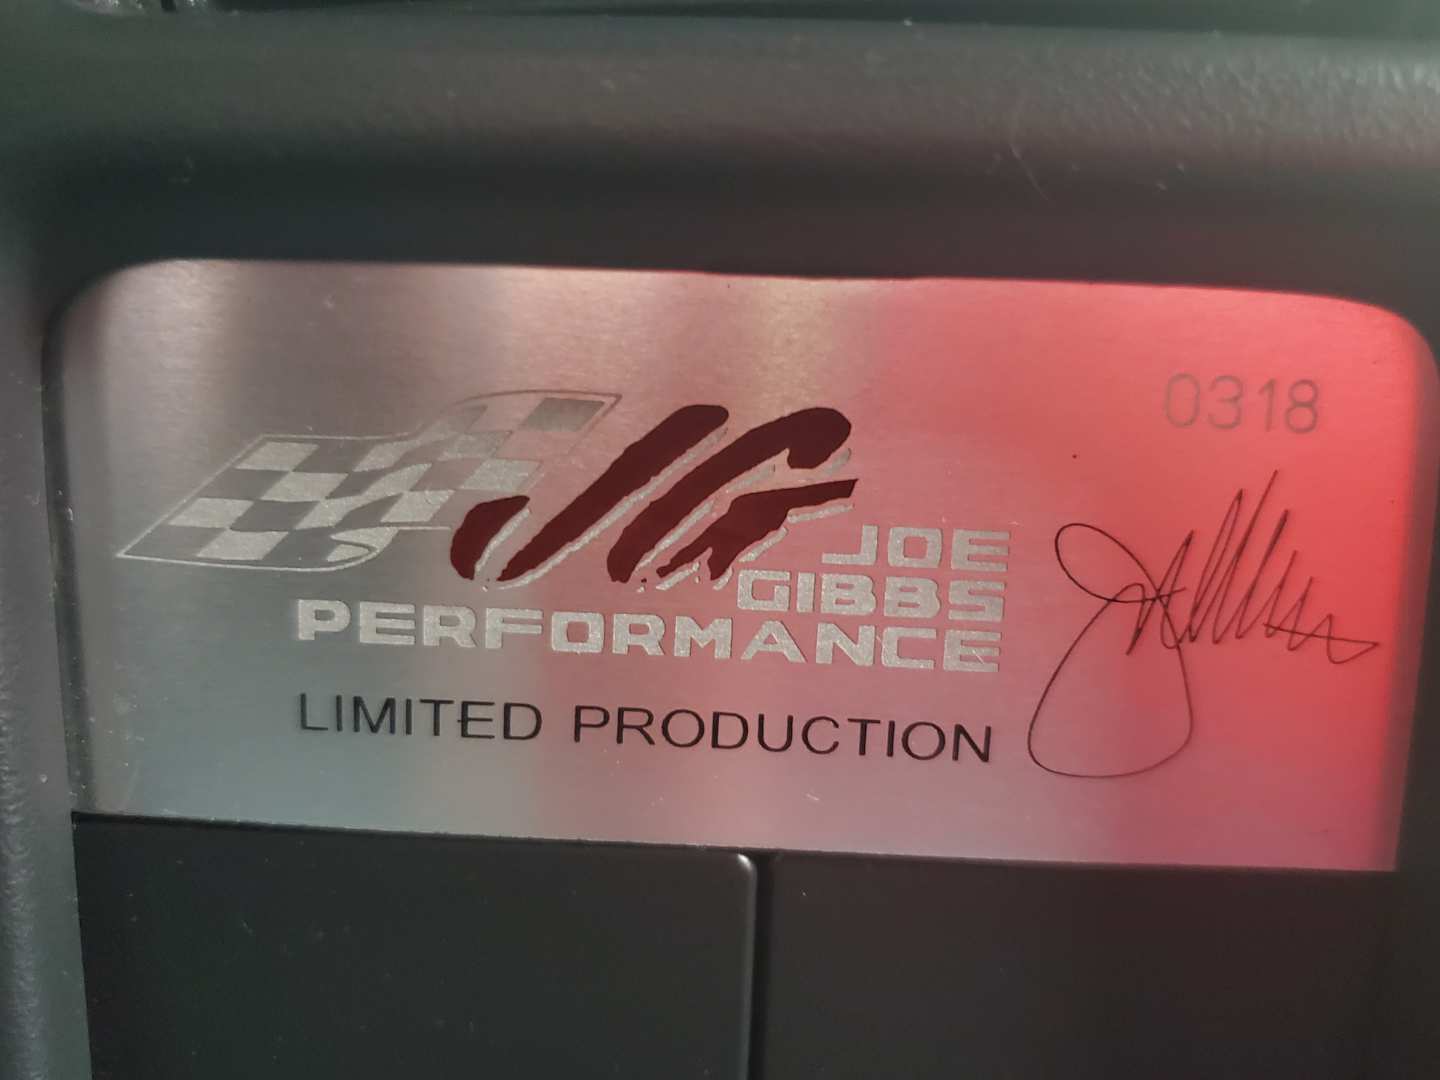 0318
JG
JOE
GIBBS
PERFORMANCE
LIMITED PRODUCTION